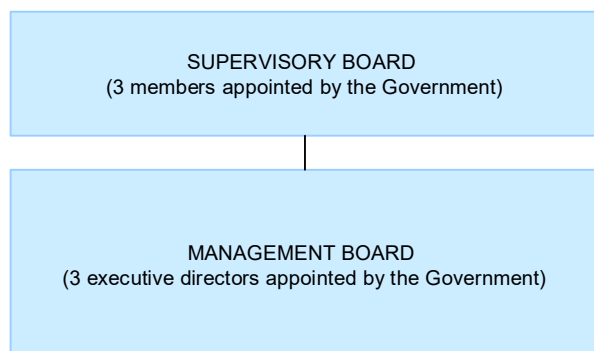 SUPERVISORY BOARD
(3 members appointed by the Government)
MANAGEMENT BOARD
(3 executive directors appointed by the Government)